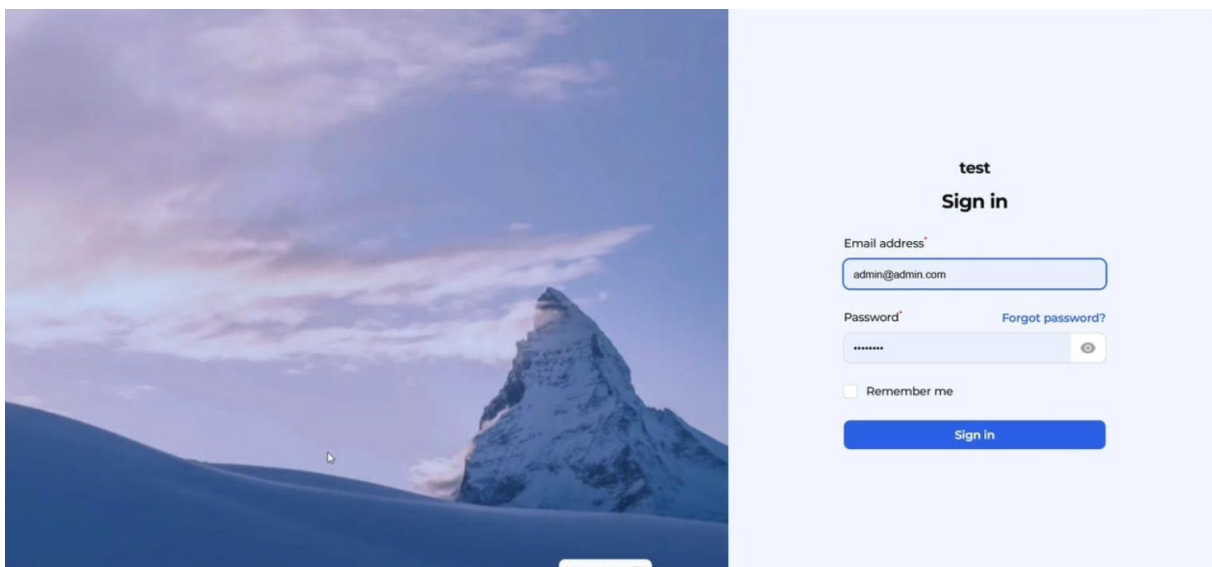 test
Sign in
Email address*
admin@admin.com
Password* Forgot password?
••••••••
Remember me
Sign in